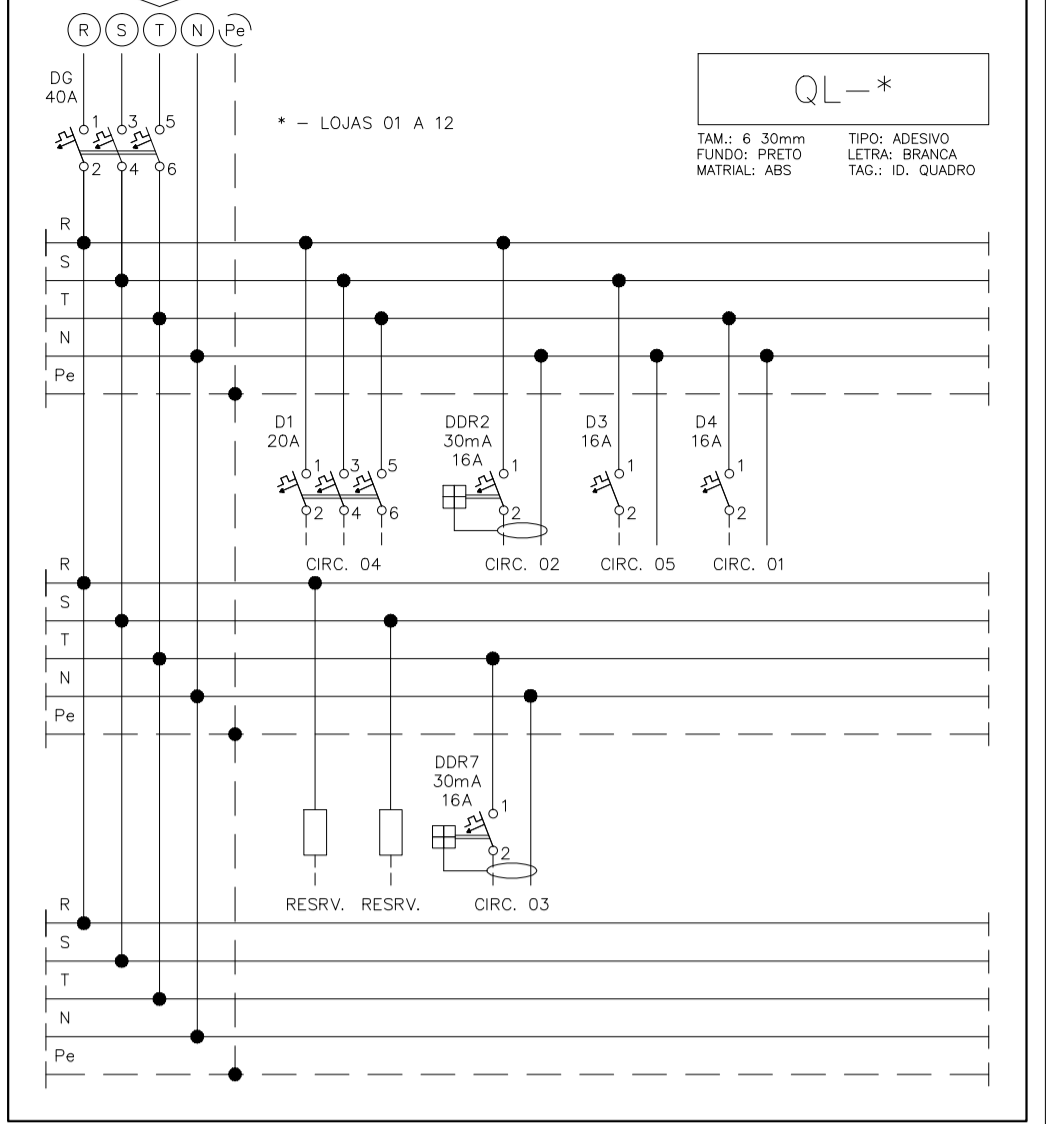 R S T N Pe
DG
40A
1 3 5
2 4 6
* - LOJAS 01 A 12
QL-*
TAM.: 6 30mm TIPO: ADESIVO
FUNDO: PRETO LETRA: BRANCA
MATRIAL: ABS TAG.: ID. QUADRO
R
S
T
N
Pe
D1
20A
1 3 5
2 4 6
CIRC. 04
DDR2
30mA
16A
1
2
CIRC. 02
D3
16A
1
2
CIRC. 05
D4
16A
1
2
CIRC. 01
R
S
T
N
Pe
RESRV. RESRV.
DDR7
30mA
16A
1
2
CIRC. 03
R
S
T
N
Pe